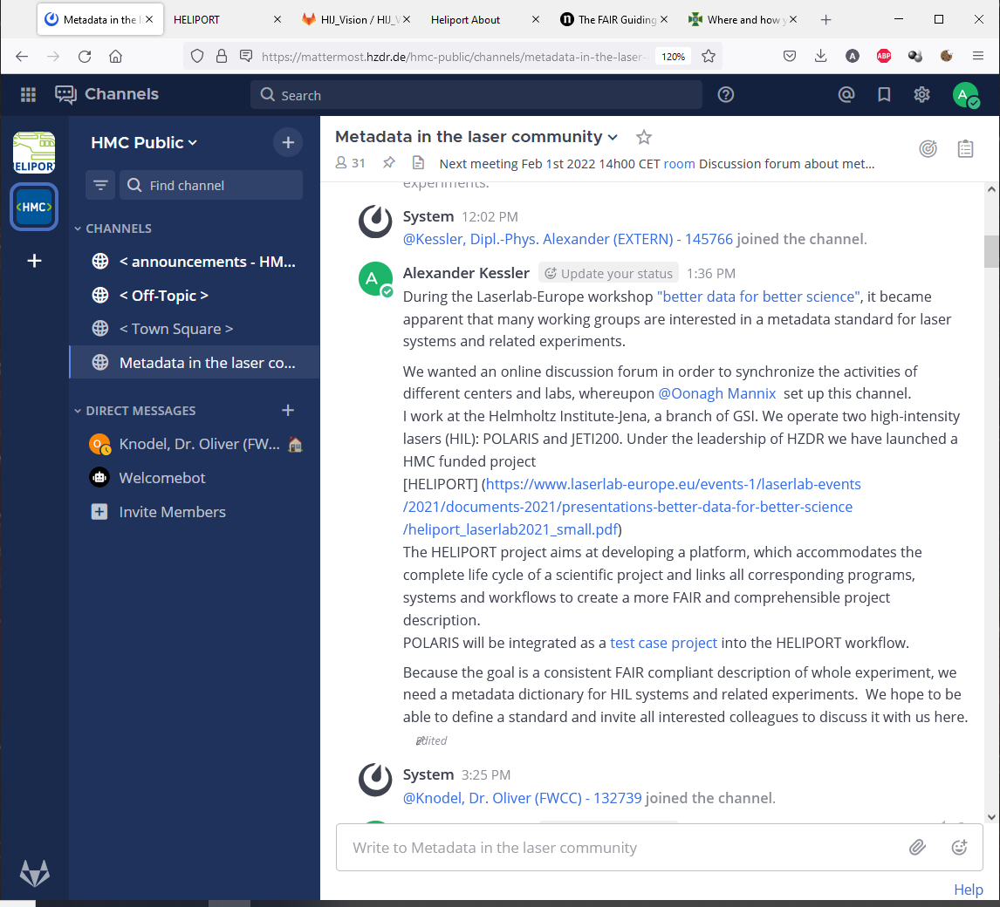 Metadata in the l
HELIPORT
HIJ_Vision / HIJ_V
Heliport About
The FAIR Guiding
Where and how y
https://mattermost.hzdr.de/hmc-public/channels/metadata-in-the-laser-
120%
A
ABP
Channels
Search
A
ELIPORT
<HMC>
HMC Public
Find channel
CHANNELS
< announcements - HM...
< Off-Topic >
< Town Square >
Metadata in the laser co...
DIRECT MESSAGES
O
Knodel, Dr. Oliver (FW...
Welcomebot
Invite Members
Metadata in the laser community
31
Next meeting Feb 1st 2022 14h00 CET room Discussion forum about met...
experiments.
System 12:02 PM
@Kessler, Dipl.-Phys. Alexander (EXTERN) - 145766 joined the channel.
A
Alexander Kessler Update your status 1:36 PM
During the Laserlab-Europe workshop "better data for better science", it became
apparent that many working groups are interested in a metadata standard for laser
systems and related experiments.
We wanted an online discussion forum in order to synchronize the activities of
different centers and labs, whereupon @Oonagh Mannix set up this channel.
I work at the Helmholtz Institute-Jena, a branch of GSI. We operate two high-intensity
lasers (HIL): POLARIS and JETI200. Under the leadership of HZDR we have launched a
HMC funded project
[HELIPORT] (https://www.laserlab-europe.eu/events-1/laserlab-events
/2021/documents-2021/presentations-better-data-for-better-science
/heliport_laserlab2021_small.pdf)
The HELIPORT project aims at developing a platform, which accommodates the
complete life cycle of a scientific project and links all corresponding programs,
systems and workflows to create a more FAIR and comprehensible project
description.
POLARIS will be integrated as a test case project into the HELIPORT workflow.
Because the goal is a consistent FAIR compliant description of whole experiment, we
need a metadata dictionary for HIL systems and related experiments. We hope to be
able to define a standard and invite all interested colleagues to discuss it with us here.
Edited
System 3:25 PM
@Knodel, Dr. Oliver (FWCC) - 132739 joined the channel.
Write to Metadata in the laser community
Help